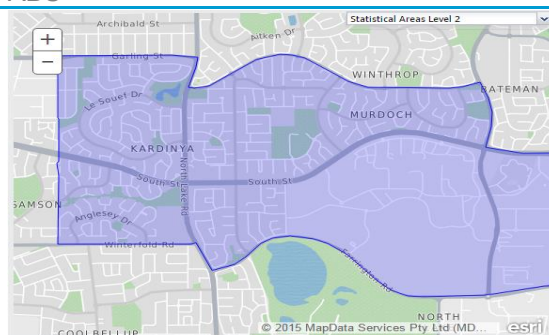 Statistical Areas Level 2
Archibald St
Aitken Dr
+
−
Garling St
WINTHROP
BATEMAN
Le Souef Dr
MURDOCH
KARDINYA
North Lake Rd
South St
South St
SAMSON
Anglesey Dr
Winterfold Rd
Farrington Rd
NORTH
COOLBELLUP
© 2015 MapData Services Pty Ltd (MD...
esri